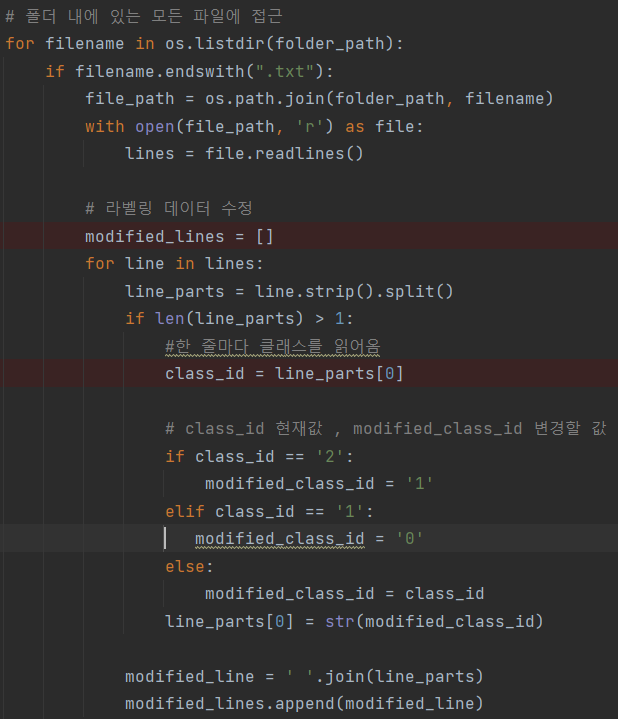 # 폴더 내에 있는 모든 파일에 접근
for filename in os.listdir(folder_path):
    if filename.endswith(".txt"):
        file_path = os.path.join(folder_path, filename)
        with open(file_path, 'r') as file:
            lines = file.readlines()

        # 라벨링 데이터 수정
        modified_lines = []
        for line in lines:
            line_parts = line.strip().split()
            if len(line_parts) > 1:
                #한 줄마다 클래스를 읽어옴
                class_id = line_parts[0]

                # class_id 현재값 , modified_class_id 변경할 값
                if class_id == '2':
                    modified_class_id = '1'
                elif class_id == '1':
                   modified_class_id = '0'
                else:
                    modified_class_id = class_id
                line_parts[0] = str(modified_class_id)

            modified_line = ' '.join(line_parts)
            modified_lines.append(modified_line)